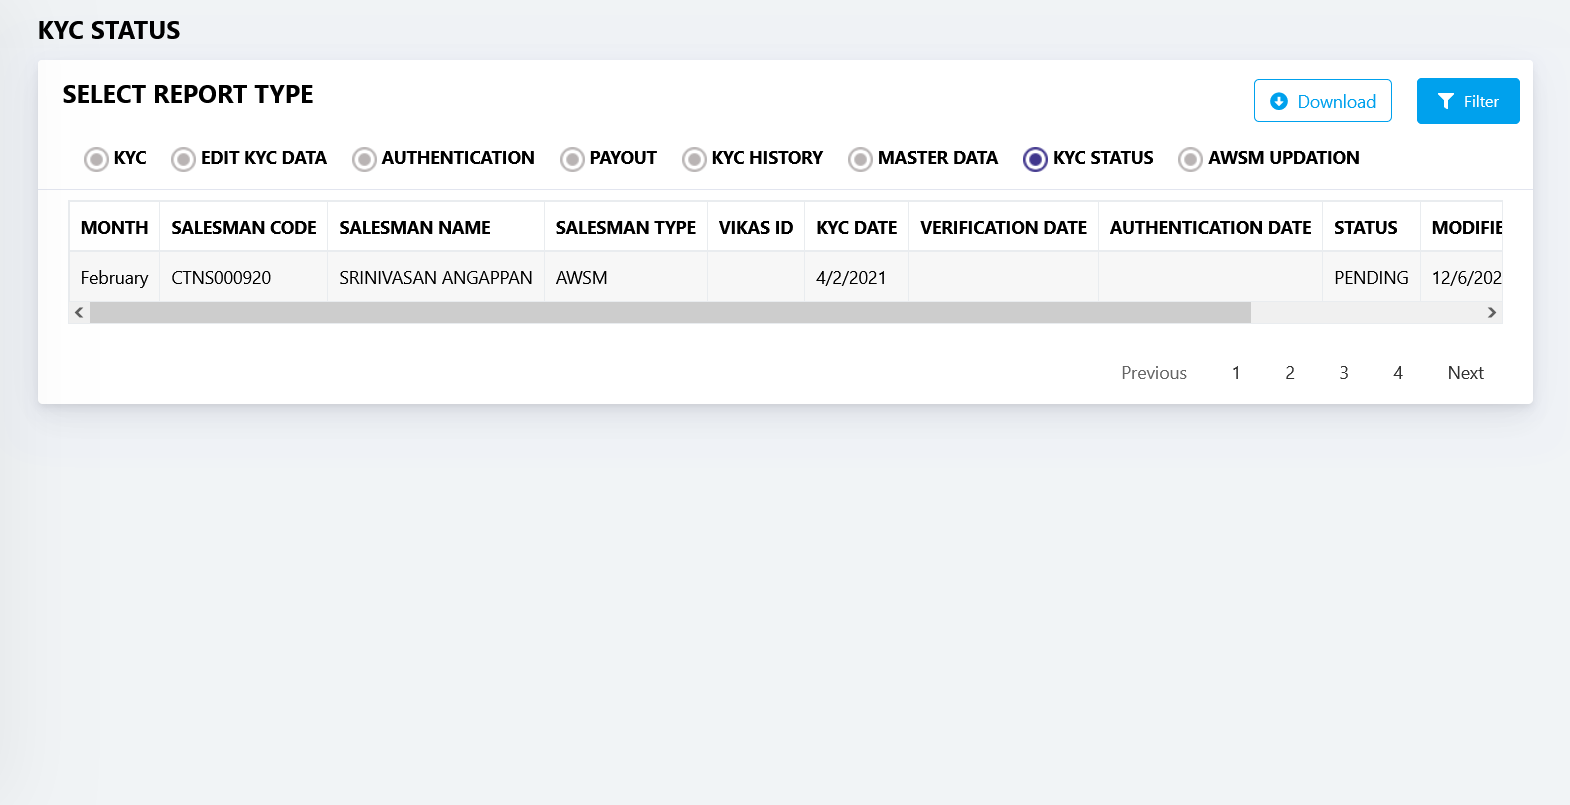 KYC STATUS
SELECT REPORT TYPE
Download
Filter
KYC EDIT KYC DATA AUTHENTICATION PAYOUT KYC HISTORY MASTER DATA KYC STATUS AWSM UPDATION
MONTH SALESMAN CODE SALESMAN NAME SALESMAN TYPE VIKAS ID KYC DATE VERIFICATION DATE AUTHENTICATION DATE STATUS MODIFIE
February CTNS000920 SRINIVASAN ANGAPPAN AWSM 4/2/2021 PENDING 12/6/202
Previous 1 2 3 4 Next